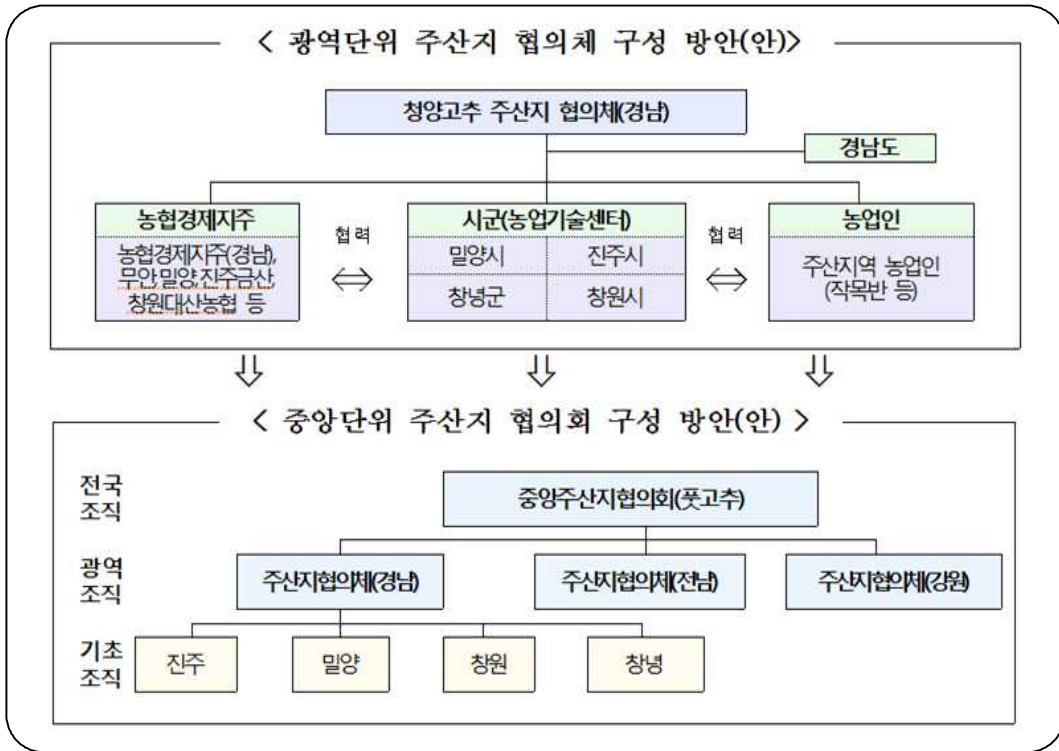 < 광역단위 주산지 협의체 구성 방안(안)>
청양고추 주산지 협의체(경남)
경남도
농협경제지주
농협경제지주(경남),
무안,밀양,진주금산,
창원대산농협 등
협력
시군(농업기술센터)
밀양시 진주시
창녕군 창원시
협력
농업인
주산지역 농업인
(작목반 등)
< 중앙단위 주산지 협의회 구성 방안(안) >
전국
조직
중앙주산지협의회(풋고추)
광역
조직
주산지협의체(경남) 주산지협의체(전남) 주산지협의체(강원)
기초
조직
진주 밀양 창원 창녕